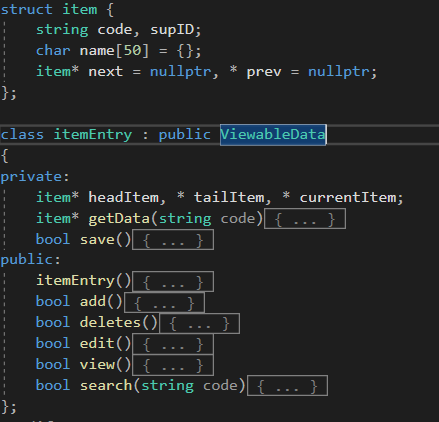 struct item {
string code, supID;
char name[50] = {};
item* next = nullptr, * prev = nullptr;
};
class itemEntry : public ViewableData
{
private:
item* headItem, * tailItem, * currentItem;
item* getData(string code){ ... }
bool save(){ ... }
public:
itemEntry(){ ... }
bool add(){ ... }
bool deletes(){ ... }
bool edit(){ ... }
bool view(){ ... }
bool search(string code){ ... }
};